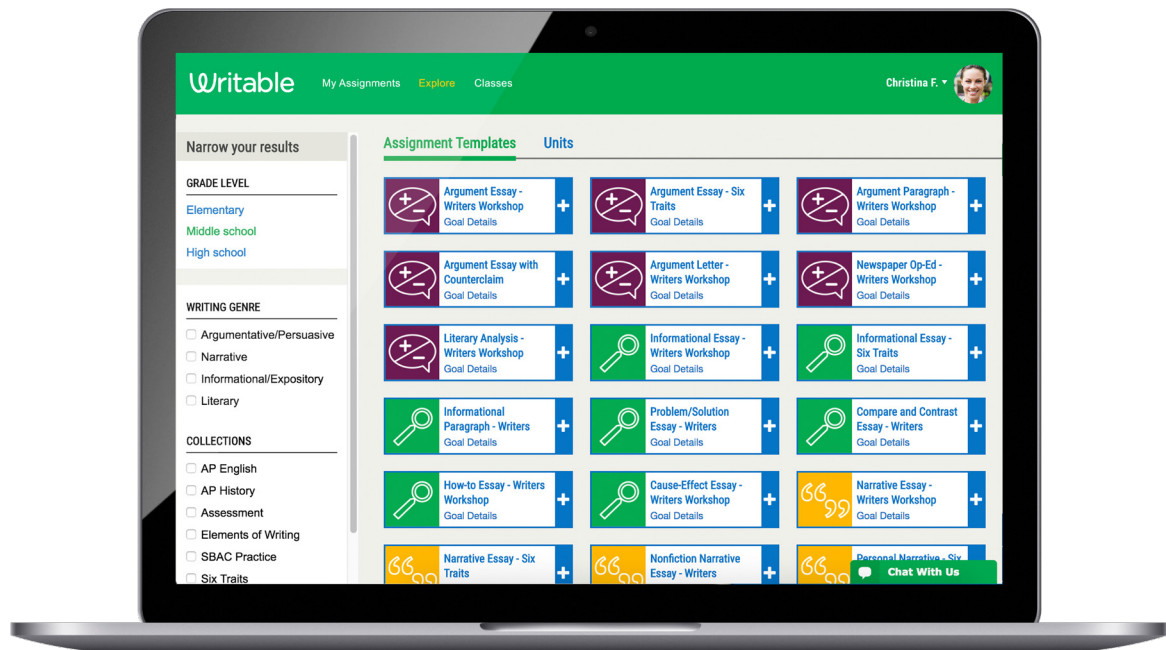 Writable
My Assignments Explore Classes
Christina F.
Narrow your results
GRADE LEVEL
Elementary
Middle school
High school
WRITING GENRE
Argumentative/Persuasive
Narrative
Informational/Expository
Literary
COLLECTIONS
AP English
AP History
Assessment
Elements of Writing
SBAC Practice
Six Traits
Assignment Templates Units
Argument Essay -
Writers Workshop
Goal Details
Argument Essay - Six
Traits
Goal Details
Argument Paragraph -
Writers Workshop
Goal Details
Argument Essay with
Counterclaim
Goal Details
Argument Letter -
Writers Workshop
Goal Details
Newspaper Op-Ed -
Writers Workshop
Goal Details
Literary Analysis -
Writers Workshop
Goal Details
Informational Essay -
Writers Workshop
Goal Details
Informational Essay -
Six Traits
Goal Details
Informational
Paragraph - Writers
Goal Details
Problem/Solution
Essay - Writers
Goal Details
Compare and Contrast
Essay - Writers
Goal Details
How-to Essay - Writers
Workshop
Goal Details
Cause-Effect Essay -
Writers Workshop
Goal Details
Narrative Essay -
Writers Workshop
Goal Details
Narrative Essay - Six
Traits
Nonfiction Narrative
Essay - Writers
Personal Narrative - Six
Chat With Us